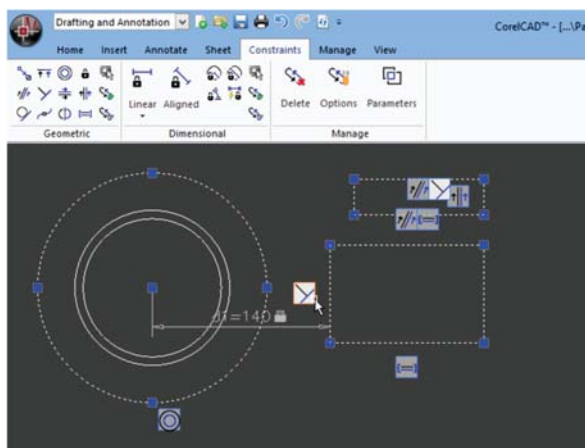 Drafting and Annotation
CorelCAD™ - [...\Pa
Home Insert Annotate Sheet Constraints Manage View
Linear Aligned
Delete Options Parameters
Geometric Dimensional Manage
d1=140